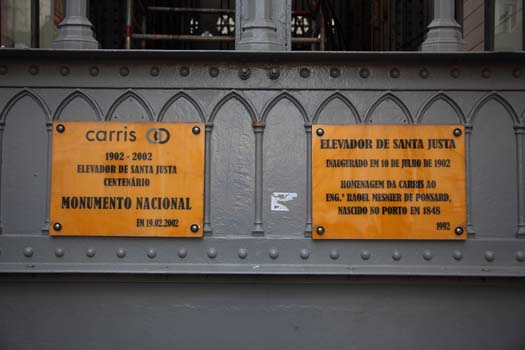 carris
1902 - 2002
ELEVADOR DE SANTA JUSTA
CENTENÁRIO
MONUMENTO NACIONAL
EM 19.02.2002
ELEVADOR DE SANTA JUSTA
INAUGURADO EM 10 DE JULHO DE 1902
HOMENAGEM DA CARRIS AO
ENG.º RAOUL MESNIER DE PONSARD,
NASCIDO NO PORTO EM 1848
1992